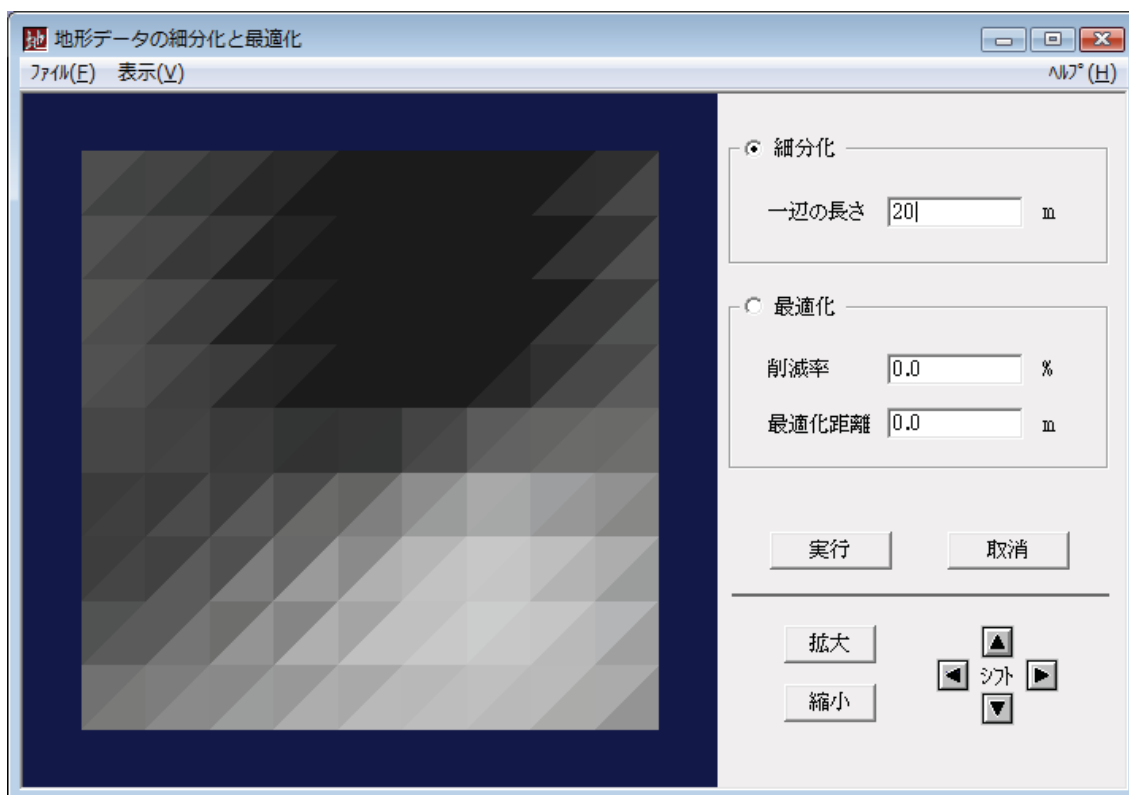 地 地形データの細分化と最適化
ﾌｧｲﾙ(F) 表示(V) ﾍﾙﾌﾟ(H)
細分化
一辺の長さ 20 m
最適化
削減率 0.0 %
最適化距離 0.0 m
実行 取消
拡大
ｼﾌﾄ
縮小